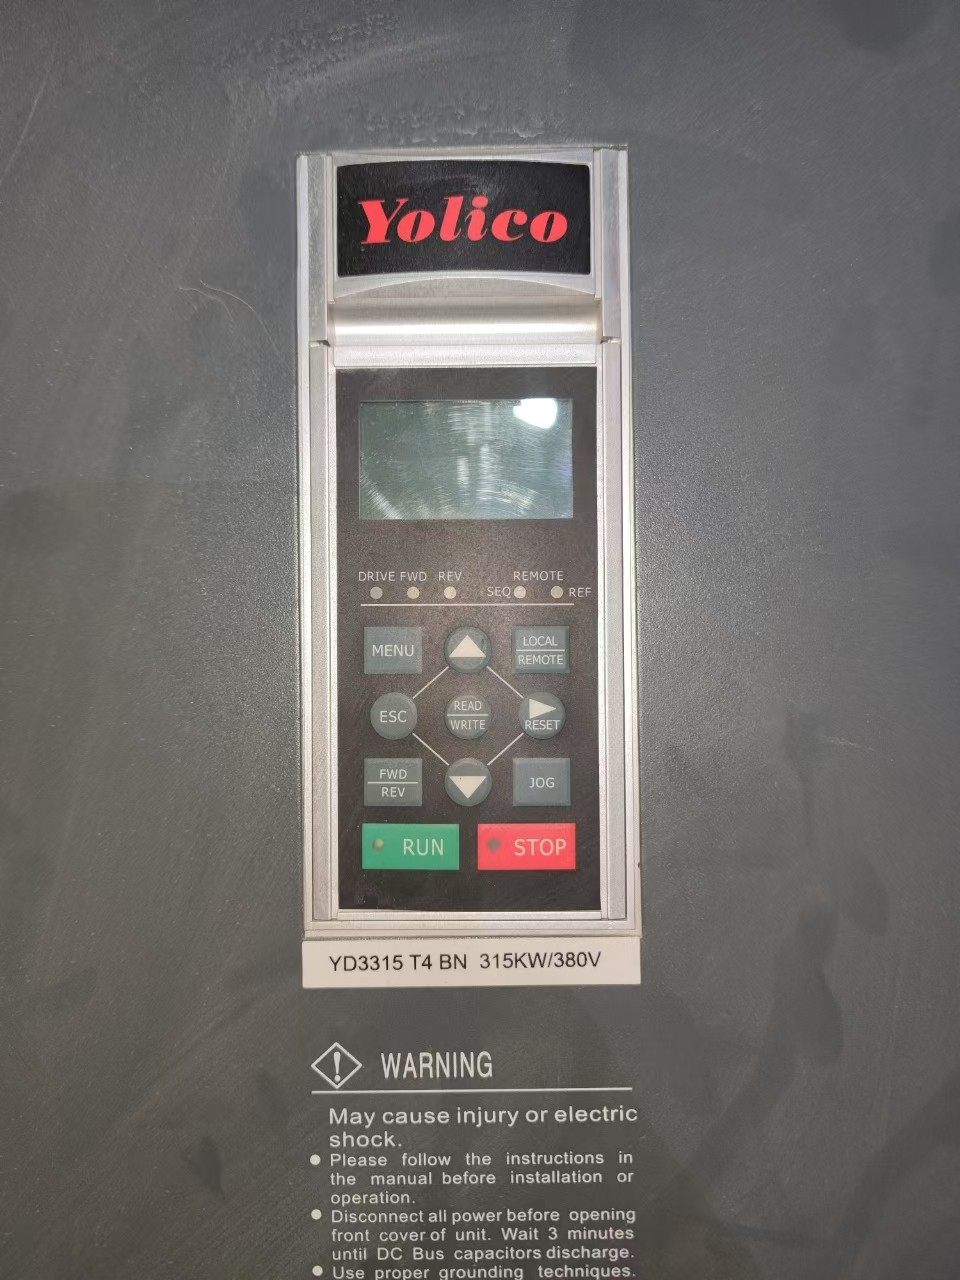 Yolico
DRIVE FWD REV REMOTE
SEQ REF
MENU
LOCAL
REMOTE
ESC
READ
WRITE
RESET
FWD
REV
JOG
RUN
STOP
YD3315 T4 BN 315KW/380V
WARNING
May cause injury or electric
shock.
Please follow the instructions in
the manual before installation or
operation.
Disconnect all power before opening
front cover of unit. Wait 3 minutes
until DC Bus capacitors discharge.
Use proper grounding techniques.